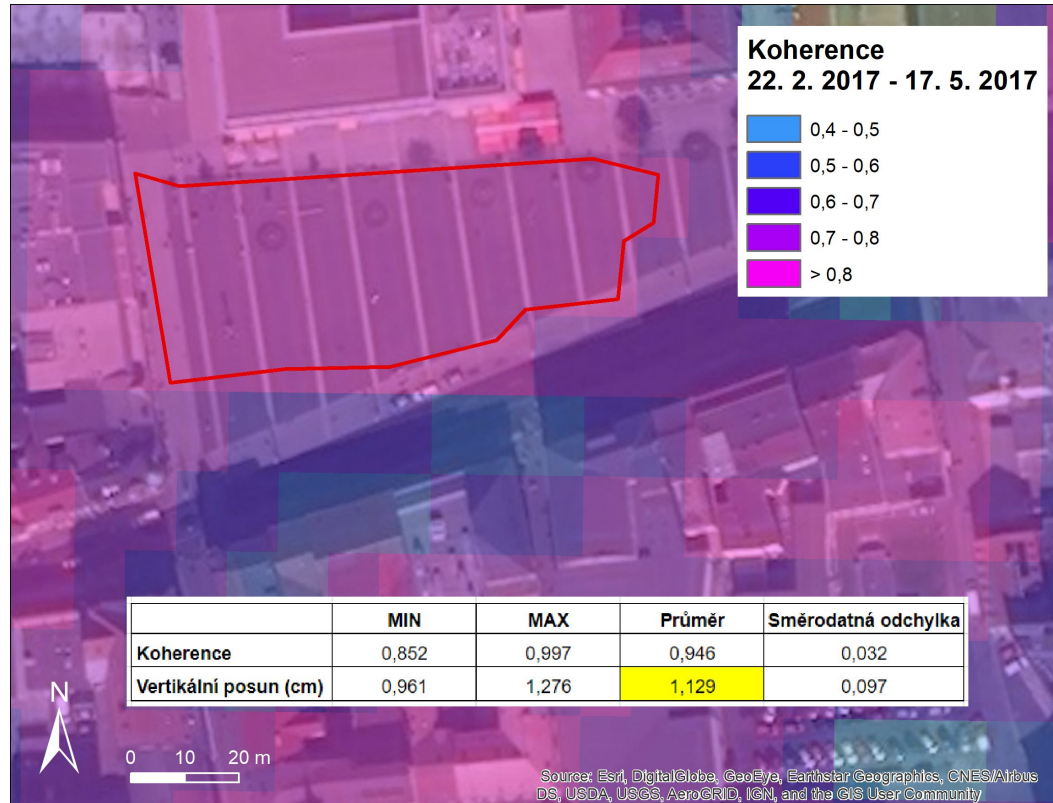 Koherence
22. 2. 2017 - 17. 5. 2017
0,4 - 0,5
0,5 - 0,6
0,6 - 0,7
0,7 - 0,8
> 0,8
MIN MAX Průměr Směrodatná odchylka
Koherence 0,852 0,997 0,946 0,032
Vertikální posun (cm) 0,961 1,276 1,129 0,097
N
0 10 20 m
Source: Esri, DigitalGlobe, GeoEye, Earthstar Geographics, CNES/Airbus
DS, USDA, USGS, AeroGRID, IGN, and the GIS User Community